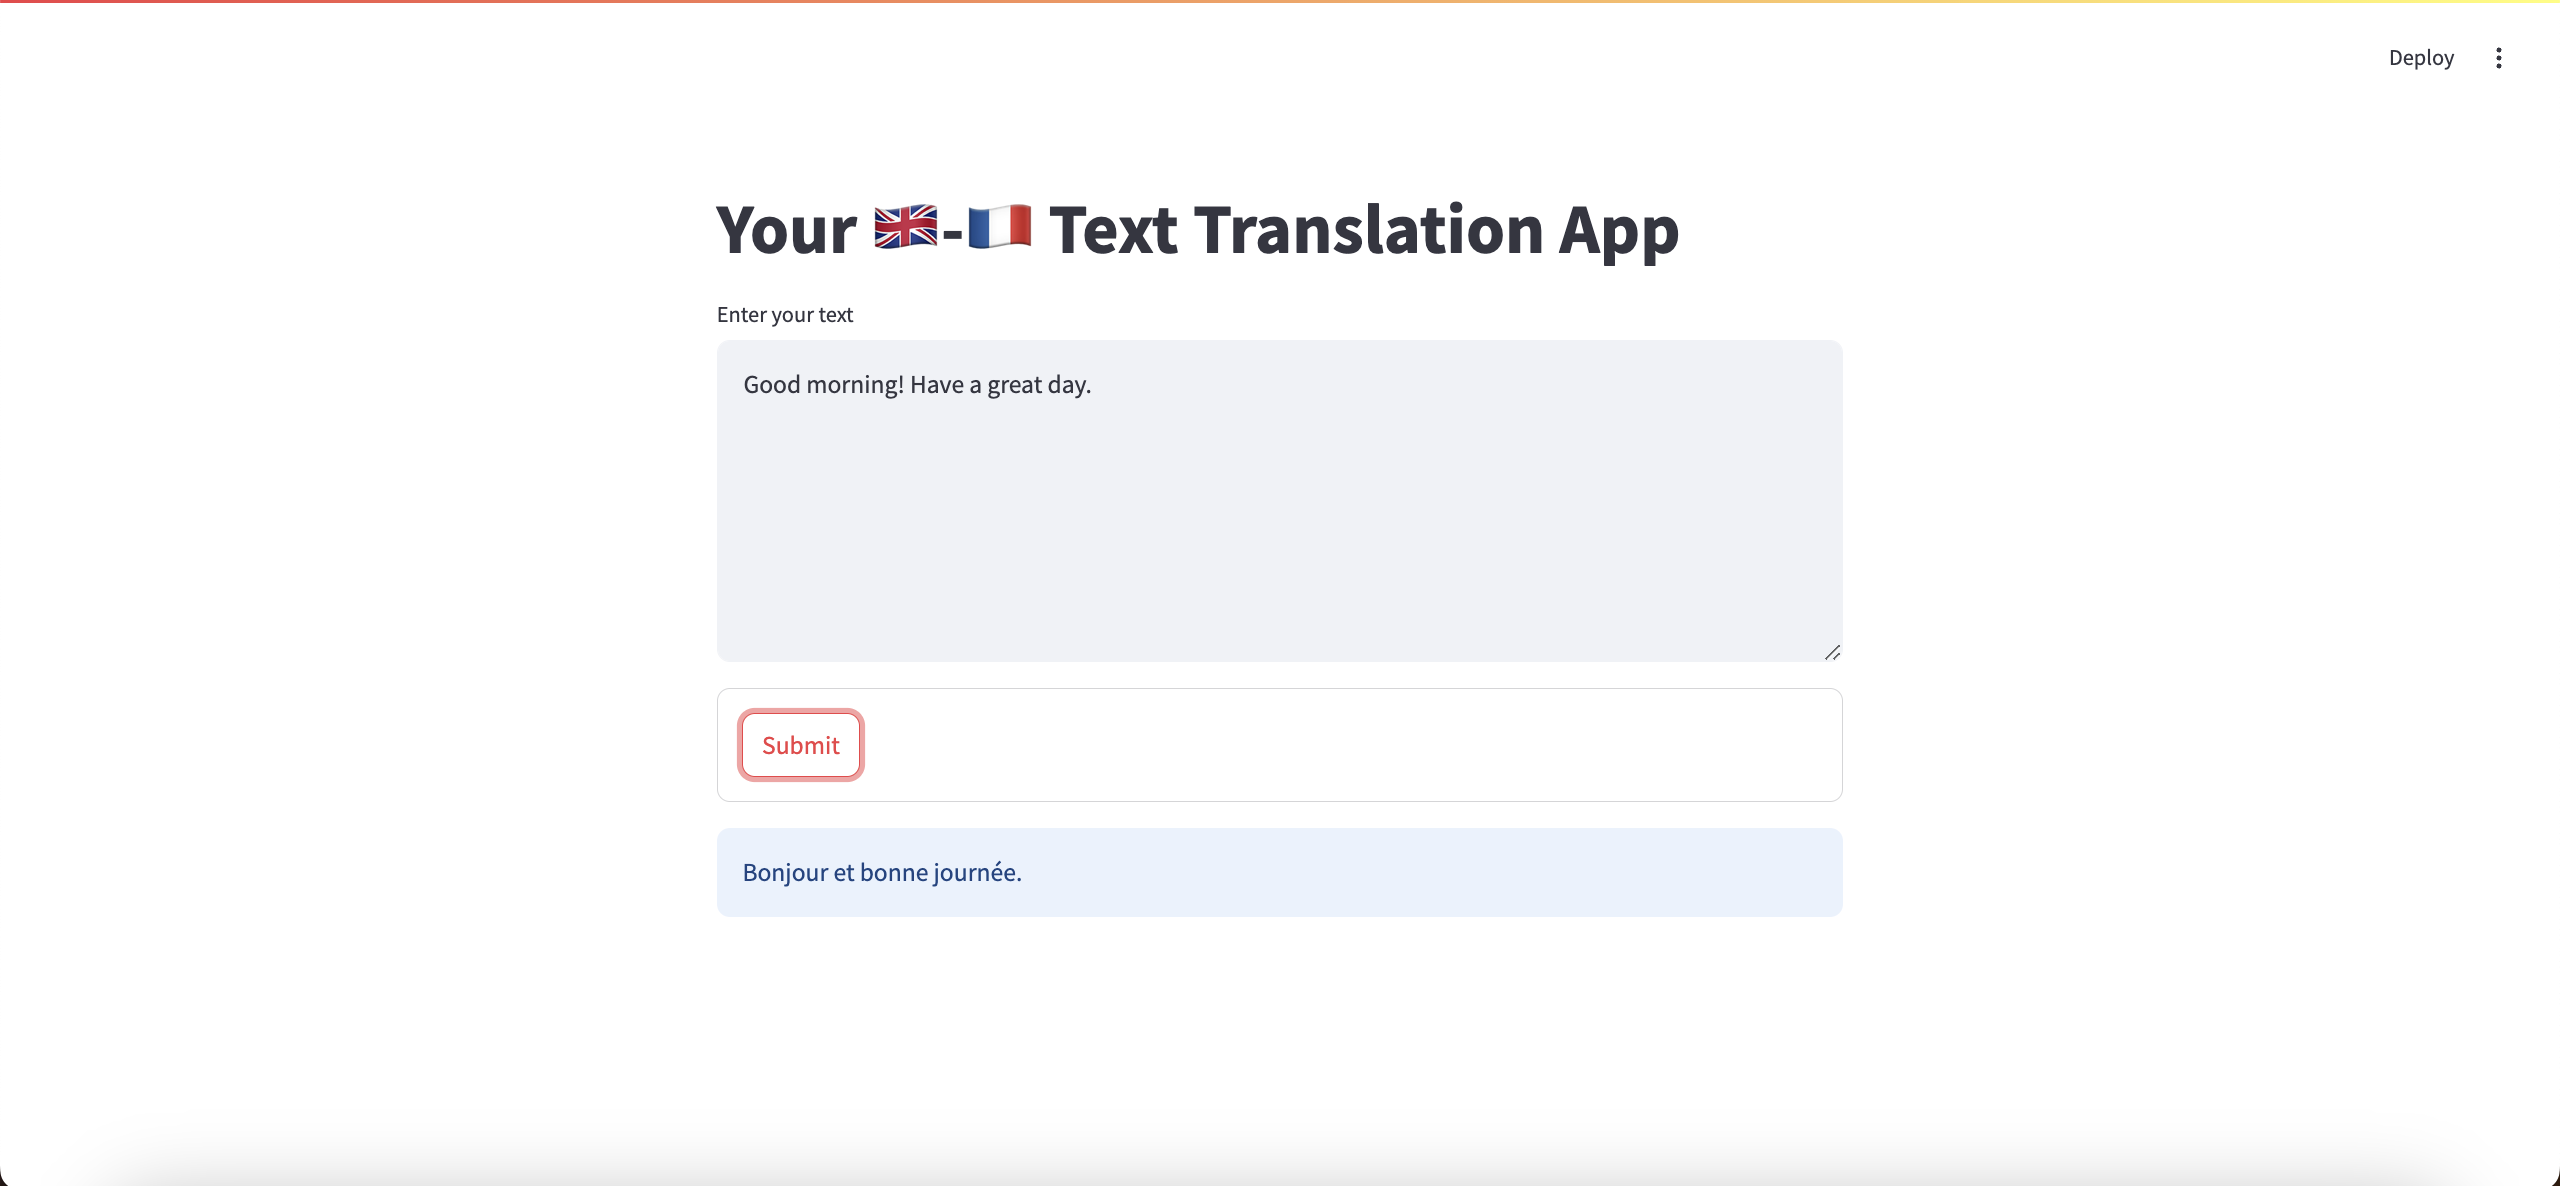 Deploy
Your 🇬🇧-🇫🇷 Text Translation App
Enter your text
Good morning! Have a great day.
Submit
Bonjour et bonne journée.